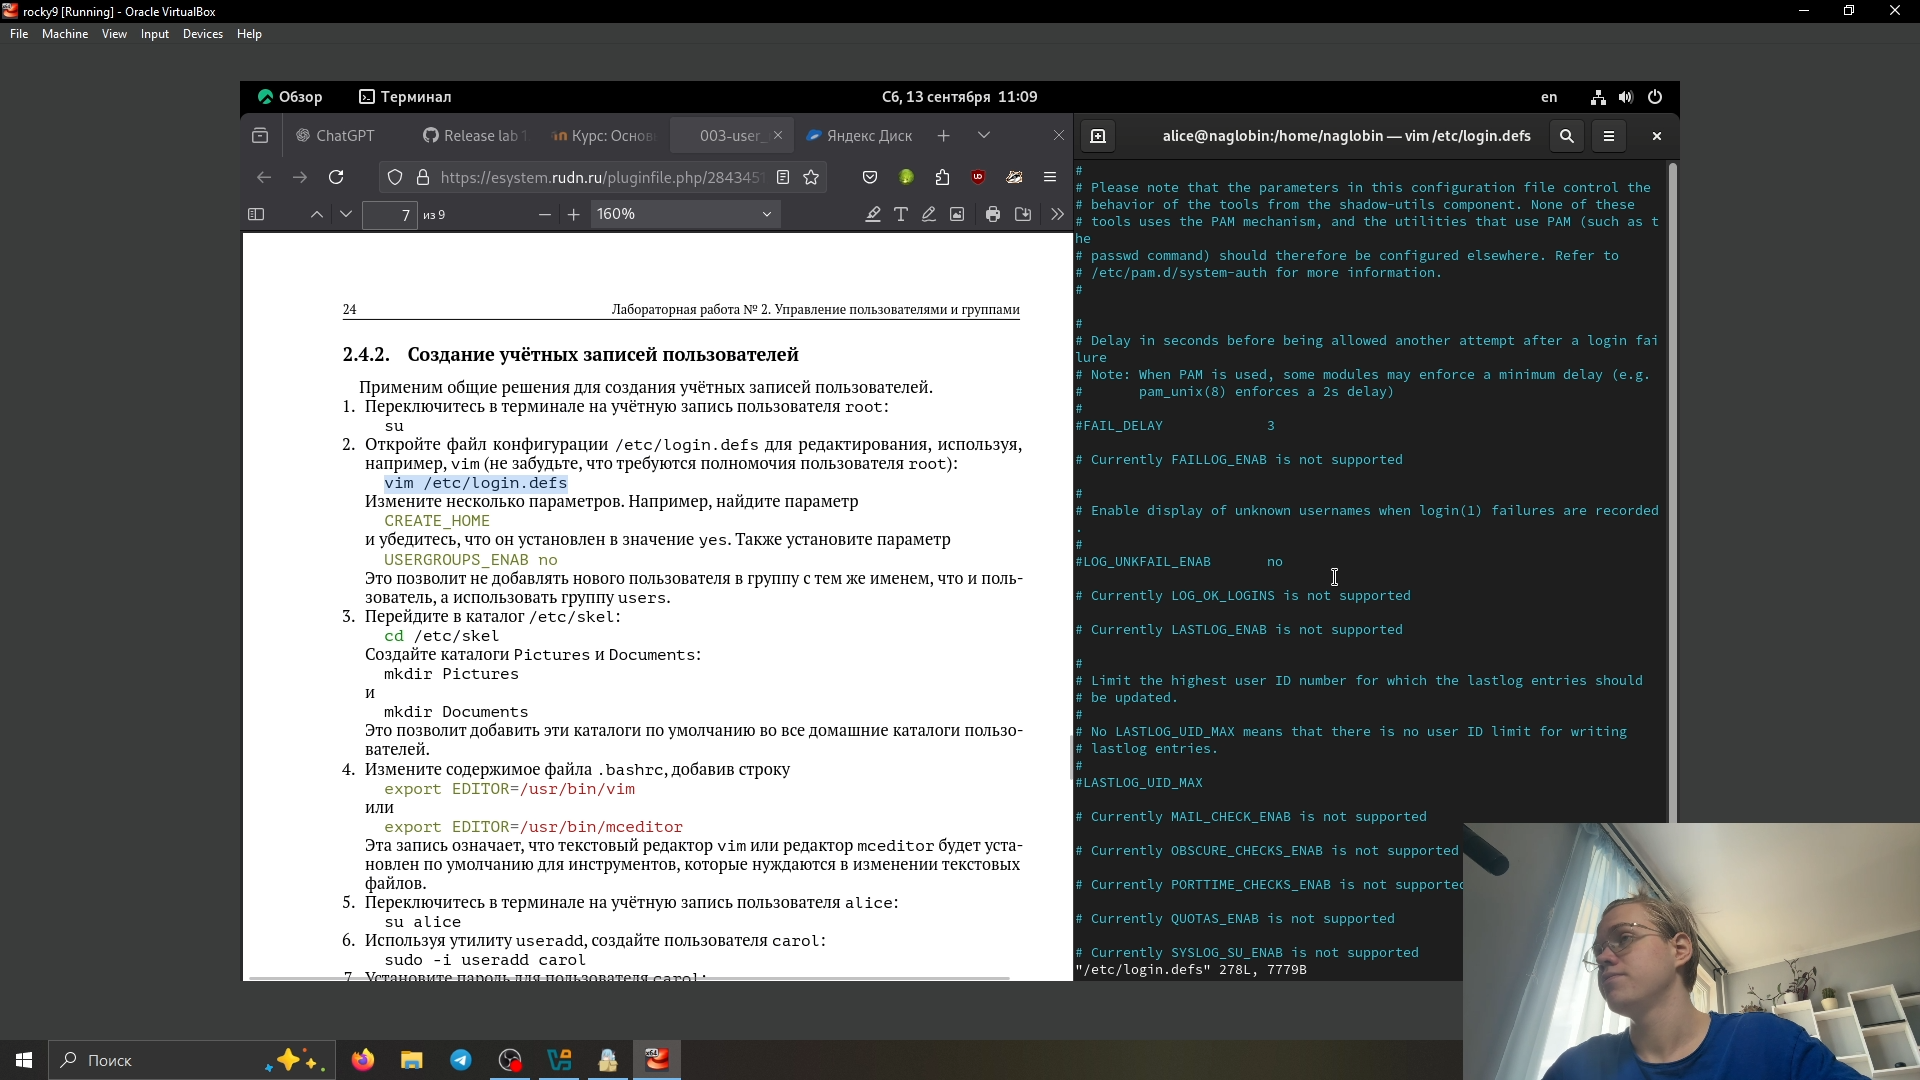 rocky9 [Running] - Oracle VirtualBox
File Machine View Input Devices Help
Обзор Терминал Сб, 13 сентября 11:09 en
ChatGPT Release lab 1 Курс: Основ 003-user_ Яндекс Диск
https://esystem.rudn.ru/pluginfile.php/2843451
7 из 9 160%
24 Лабораторная работа № 2. Управление пользователями и группами
2.4.2. Создание учётных записей пользователей
Применим общие решения для создания учётных записей пользователей.
1. Переключитесь в терминале на учётную запись пользователя root:
su
2. Откройте файл конфигурации /etc/login.defs для редактирования, используя,
например, vim (не забудьте, что требуются полномочия пользователя root):
vim /etc/login.defs
Измените несколько параметров. Например, найдите параметр
CREATE_HOME
и убедитесь, что он установлен в значение yes. Также установите параметр
USERGROUPS_ENAB no
Это позволит не добавлять нового пользователя в группу с тем же именем, что и поль-
зователь, а использовать группу users.
3. Перейдите в каталог /etc/skel:
cd /etc/skel
Создайте каталоги Pictures и Documents:
mkdir Pictures
и
mkdir Documents
Это позволит добавить эти каталоги по умолчанию во все домашние каталоги пользо-
вателей.
4. Измените содержимое файла .bashrc, добавив строку
export EDITOR=/usr/bin/vim
или
export EDITOR=/usr/bin/mceditor
Эта запись означает, что текстовый редактор vim или редактор mceditor будет уста-
новлен по умолчанию для инструментов, которые нуждаются в изменении текстовых
файлов.
5. Переключитесь в терминале на учётную запись пользователя alice:
su alice
6. Используя утилиту useradd, создайте пользователя carol:
sudo -i useradd carol
7. Установите пароль для пользователя carol:
alice@naglobin:/home/naglobin — vim /etc/login.defs
#
# Please note that the parameters in this configuration file control the
# behavior of the tools from the shadow-utils component. None of these
# tools uses the PAM mechanism, and the utilities that use PAM (such as t
he
# passwd command) should therefore be configured elsewhere. Refer to
# /etc/pam.d/system-auth for more information.
#
#
# Delay in seconds before being allowed another attempt after a login fai
lure
# Note: When PAM is used, some modules may enforce a minimum delay (e.g.
# pam_unix(8) enforces a 2s delay)
#
#FAIL_DELAY 3
# Currently FAILLOG_ENAB is not supported
#
# Enable display of unknown usernames when login(1) failures are recorded
.
#
#LOG_UNKFAIL_ENAB no
# Currently LOG_OK_LOGINS is not supported
# Currently LASTLOG_ENAB is not supported
#
# Limit the highest user ID number for which the lastlog entries should
# be updated.
#
# No LASTLOG_UID_MAX means that there is no user ID limit for writing
# lastlog entries.
#
#LASTLOG_UID_MAX
# Currently MAIL_CHECK_ENAB is not supported
# Currently OBSCURE_CHECKS_ENAB is not supported
# Currently PORTTIME_CHECKS_ENAB is not supported
# Currently QUOTAS_ENAB is not supported
# Currently SYSLOG_SU_ENAB is not supported
"/etc/login.defs" 278L, 7779B
Поиск